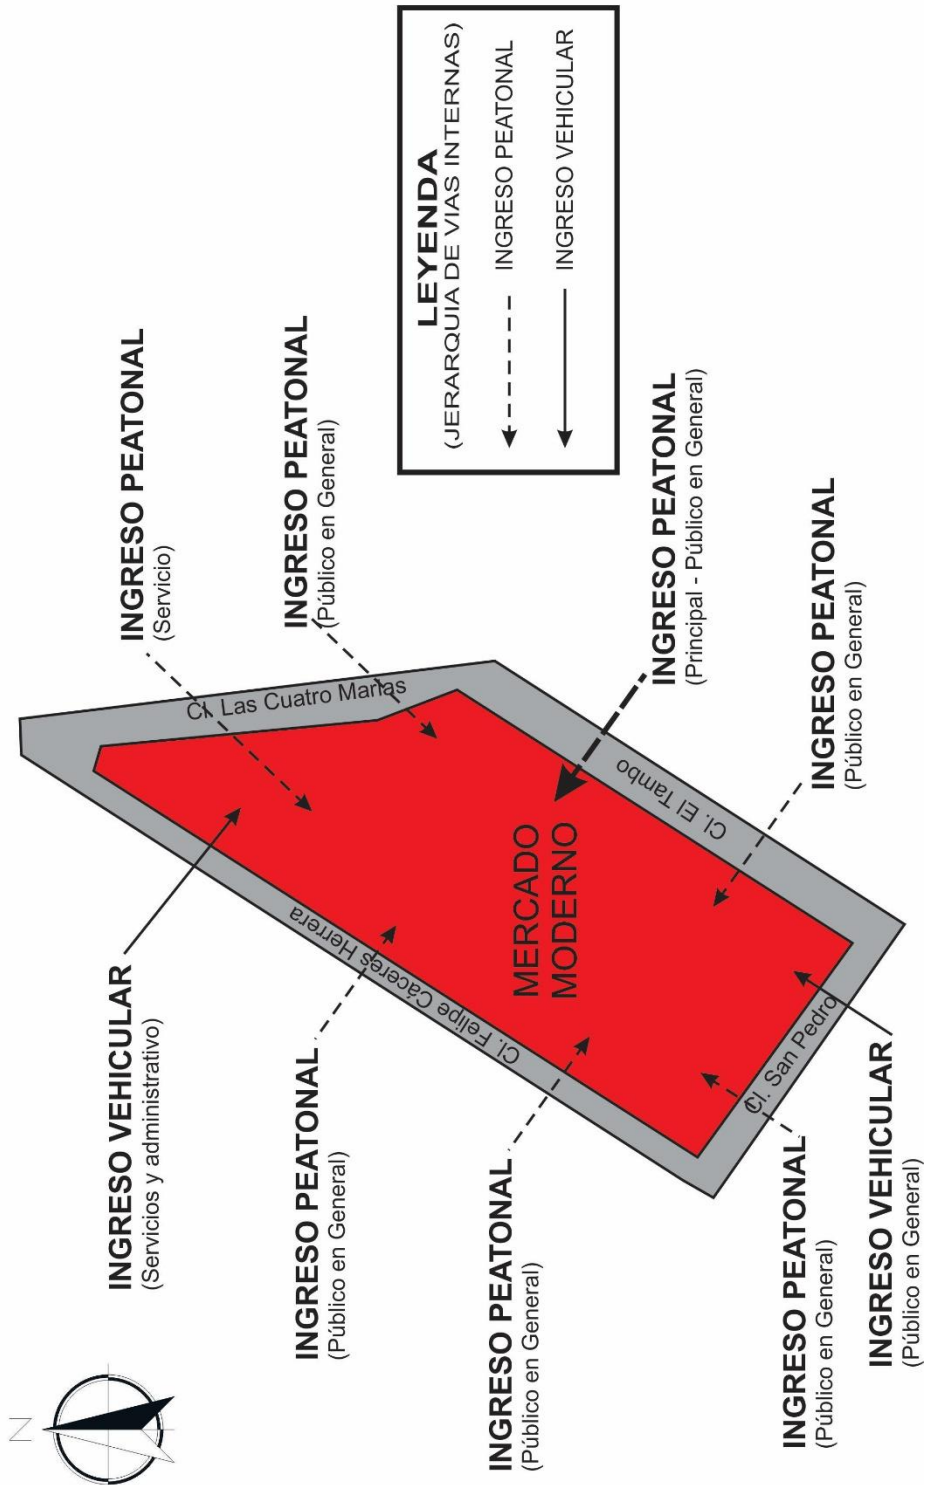 N
INGRESO VEHICULAR
(Servicios y administrativo)
INGRESO PEATONAL
(Servicio)
INGRESO PEATONAL
(Público en General)
INGRESO PEATONAL
(Público en General)
Cl. Las Cuatro Marias
Cl. Felipe Cáceres Herrera
LEYENDA
(JERARQUIA DE VIAS INTERNAS)
INGRESO PEATONAL
INGRESO VEHICULAR
MERCADO
MODERNO
INGRESO PEATONAL
(Público en General)
INGRESO PEATONAL
(Principal - Público en General)
Cl. El Tambo
Cl. San Pedro
INGRESO PEATONAL
(Público en General)
INGRESO PEATONAL
(Público en General)
INGRESO VEHICULAR
(Público en General)